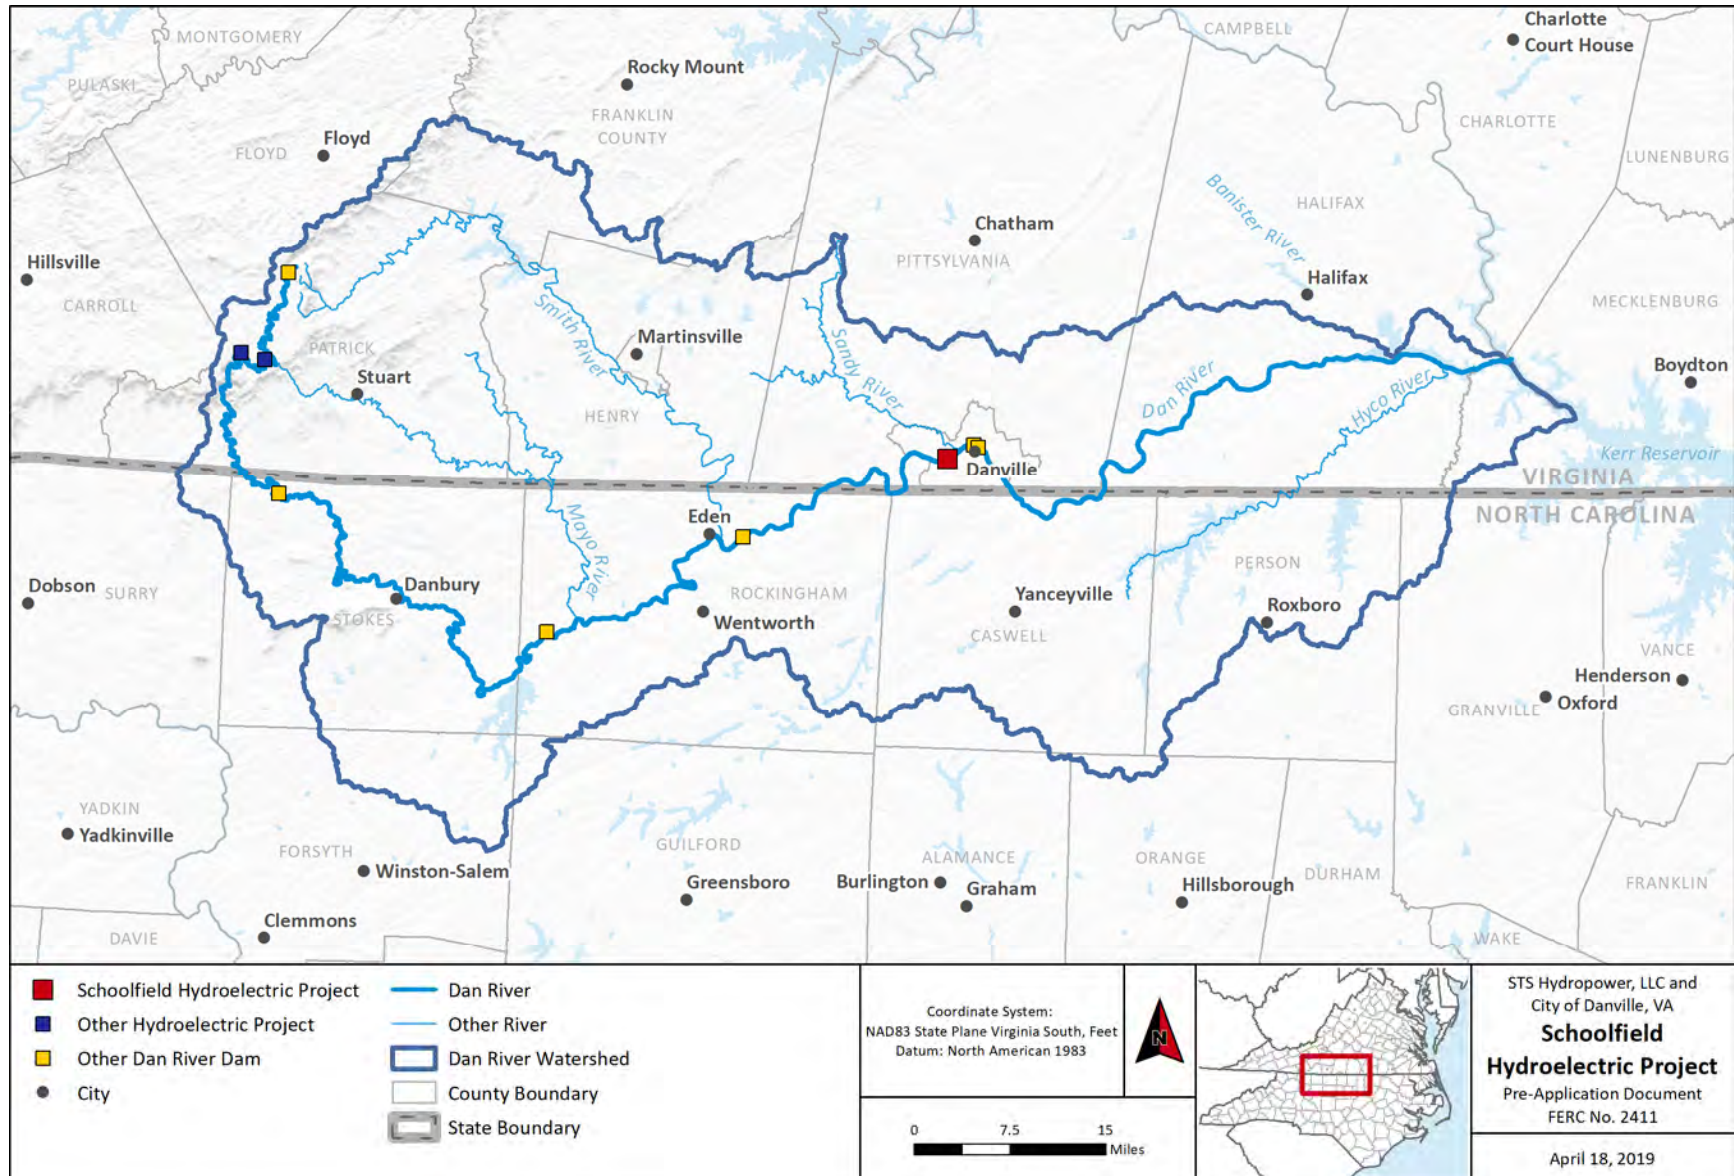 MONTGOMERY
PULASKI
CAMPBELL
Charlotte
Court House
Rocky Mount
FRANKLIN
COUNTY
CHARLOTTE
Floyd
FLOYD
LUNENBURG
Banister River
HALIFAX
Chatham
PITTSYLVANIA
Hillsville
CARROLL
Halifax
MECKLENBURG
Smith River
Martinsville
Sandy River
PATRICK
Stuart
Dan River
Hyco River
Boydton
HENRY
Danville
Kerr Reservoir
VIRGINIA
NORTH CAROLINA
Eden
Mayo River
Dobson
SURRY
Danbury
STOKES
ROCKINGHAM
Wentworth
Yanceyville
CASWELL
PERSON
Roxboro
VANCE
Henderson
Oxford
GRANVILLE
YADKIN
Yadkinville
FORSYTH
Winston-Salem
GUILFORD
Greensboro
ALAMANCE
Burlington
Graham
ORANGE
Hillsborough
DURHAM
FRANKLIN
Clemmons
DAVIE
WAKE
Schoolfield Hydroelectric Project
Other Hydroelectric Project
Other Dan River Dam
City
Dan River
Other River
Dan River Watershed
County Boundary
State Boundary
Coordinate System:
NAD83 State Plane Virginia South, Feet
Datum: North American 1983
N
0 7.5 15
Miles
STS Hydropower, LLC and
City of Danville, VA
Schoolfield
Hydroelectric Project
Pre-Application Document
FERC No. 2411
April 18, 2019